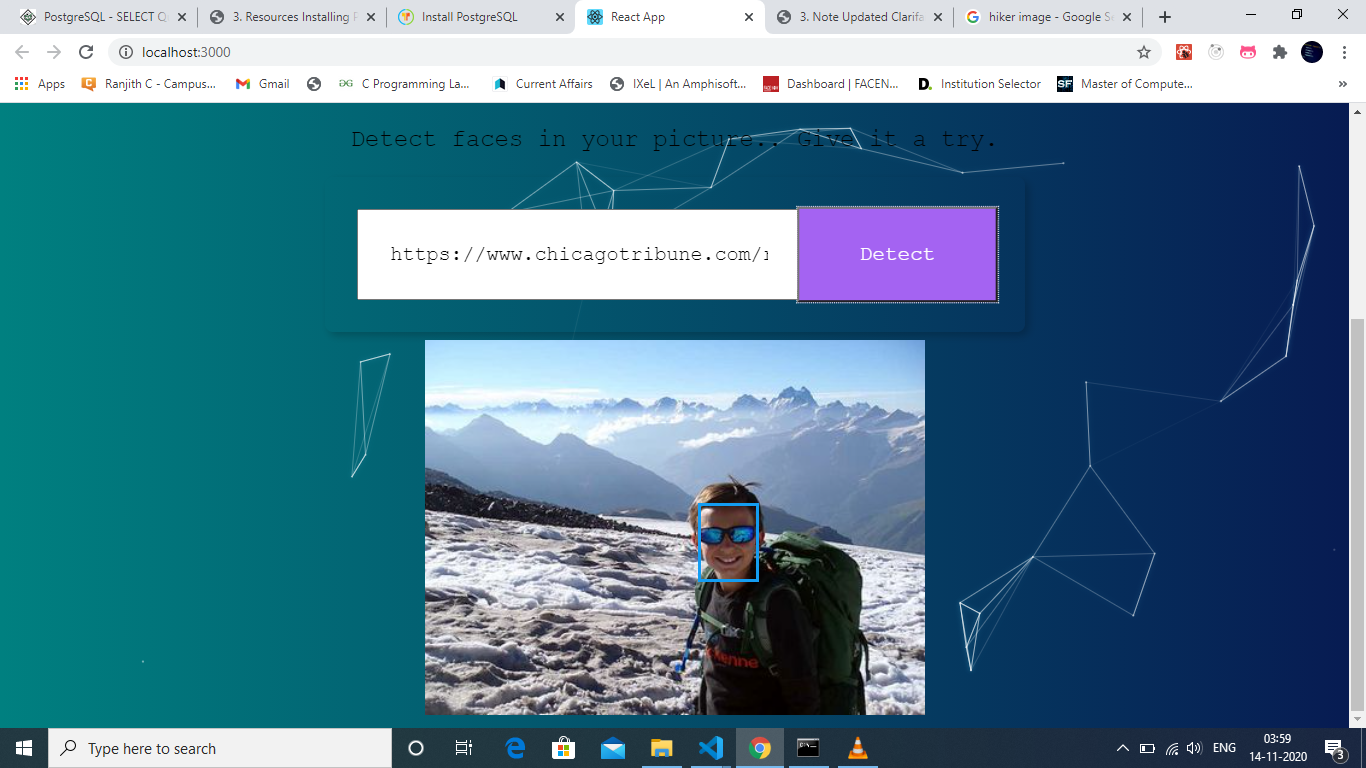 PostgreSQL - SELECT Q
3. Resources Installing
Install PostgreSQL
React App
3. Note Updated Clarifa
hiker image - Google Se
localhost:3000
Apps
Ranjith C - Campus...
Gmail
C Programming La...
Current Affairs
IXeL | An Amphisoft...
Dashboard | FACEN...
Institution Selector
SF
Master of Compute...
Detect faces in your picture.. Give it a try.
https://www.chicagotribune.com/r
Detect
Type here to search
ENG
03:59
14-11-2020
3